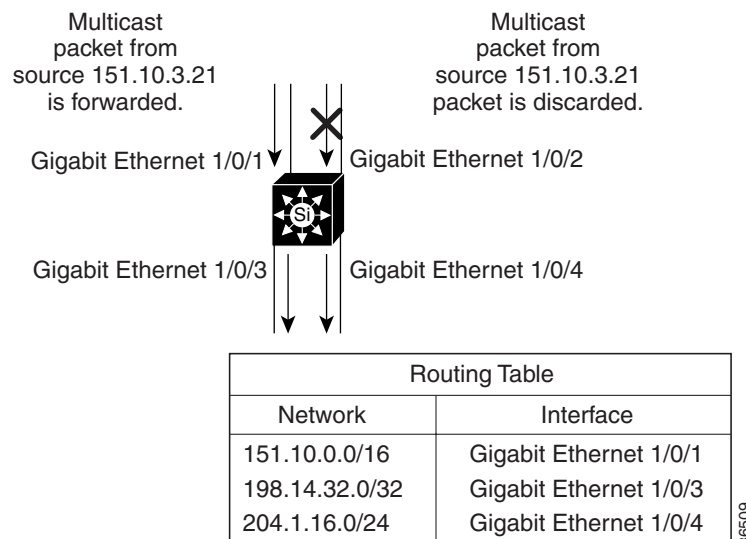 Multicast
packet from
source 151.10.3.21
is forwarded.
Multicast
packet from
source 151.10.3.21
packet is discarded.
Gigabit Ethernet 1/0/1
Gigabit Ethernet 1/0/2
Si
Gigabit Ethernet 1/0/3
Gigabit Ethernet 1/0/4
Routing Table
Network Interface
151.10.0.0/16 Gigabit Ethernet 1/0/1
198.14.32.0/32 Gigabit Ethernet 1/0/3
204.1.16.0/24 Gigabit Ethernet 1/0/4